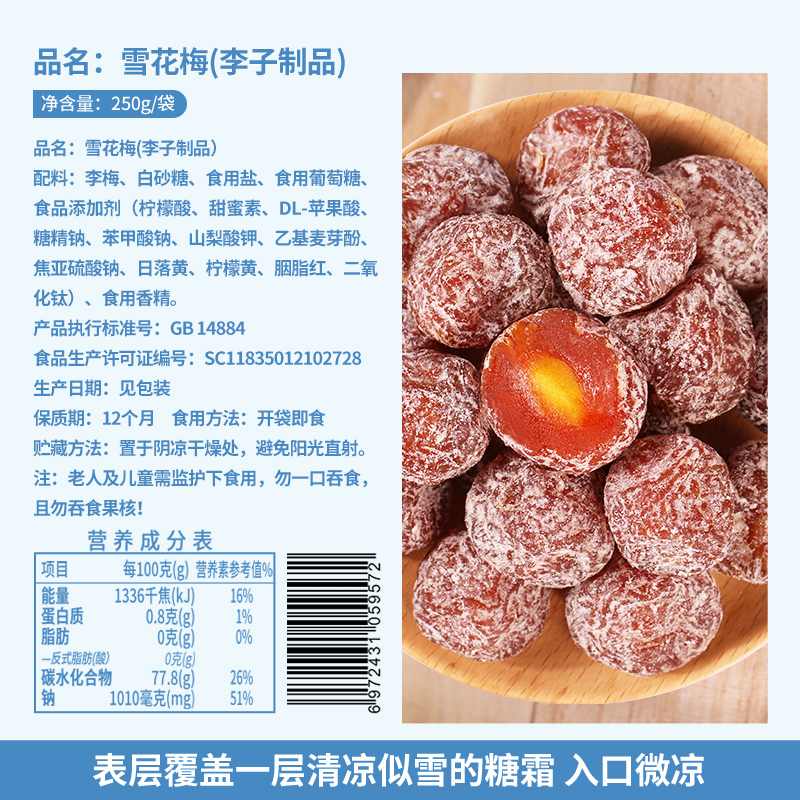 品名：雪花梅(李子制品)
净含量：250g/袋
品名：雪花梅(李子制品）
配料：李梅、白砂糖、食用盐、食用葡萄糖、
食品添加剂（柠檬酸、甜蜜素、DL-苹果酸、
糖精钠、苯甲酸钠、山梨酸钾、乙基麦芽酚、
焦亚硫酸钠、日落黄、柠檬黄、胭脂红、二氧
化钛）、食用香精。
产品执行标准号：GB 14884
食品生产许可证编号：SC11835012102728
生产日期：见包装
保质期：12个月 食用方法：开袋即食
贮藏方法：置于阴凉干燥处，避免阳光直射。
注：老人及儿童需监护下食用，勿一口吞食，
且勿吞食果核！
营养成分表
项目 每100克(g) 营养素参考值%
能量 1336千焦(kJ) 16%
蛋白质 0.8克(g) 1%
脂肪 0克(g) 0%
—反式脂肪(酸) 0克(g)
碳水化合物 77.8(g) 26%
钠 1010毫克(mg) 51%
6 972431 059572
表层覆盖一层清凉似雪的糖霜 入口微凉